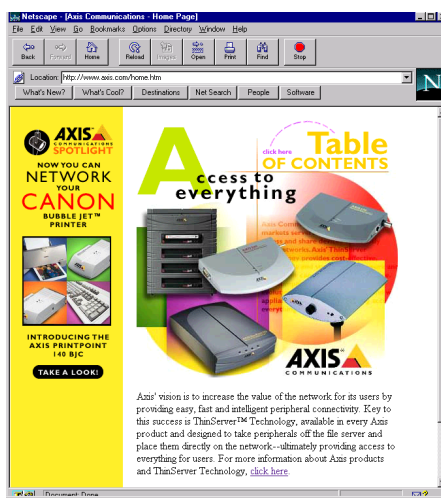 Netscape - [Axis Communications - Home Page]
File Edit View Go Bookmarks Options Directory Window Help
Back Forward Home Reload Images Open Print Find Stop
Location: http://www.axis.com/home.htm
N
What's New? What's Cool? Destinations Net Search People Software
AXIS
COMMUNICATIONS
SPOTLIGHT
NOW YOU CAN
NETWORK
YOUR
CANON
BUBBLE JET™
PRINTER
INTRODUCING THE
AXIS PRINTPOINT
140 BJC
TAKE A LOOK!
click here
Table
OF CONTENTS
Access to
everything
AXIS
COMMUNICATIONS
Axis' vision is to increase the value of the network for its users by
providing easy, fast and intelligent peripheral connectivity. Key to
this success is ThinServer™ Technology, available in every Axis
product and designed to take peripherals off the file server and
place them directly on the network--ultimately providing access to
everything for users. For more information about Axis products
and ThinServer Technology, click here.
Document: Done